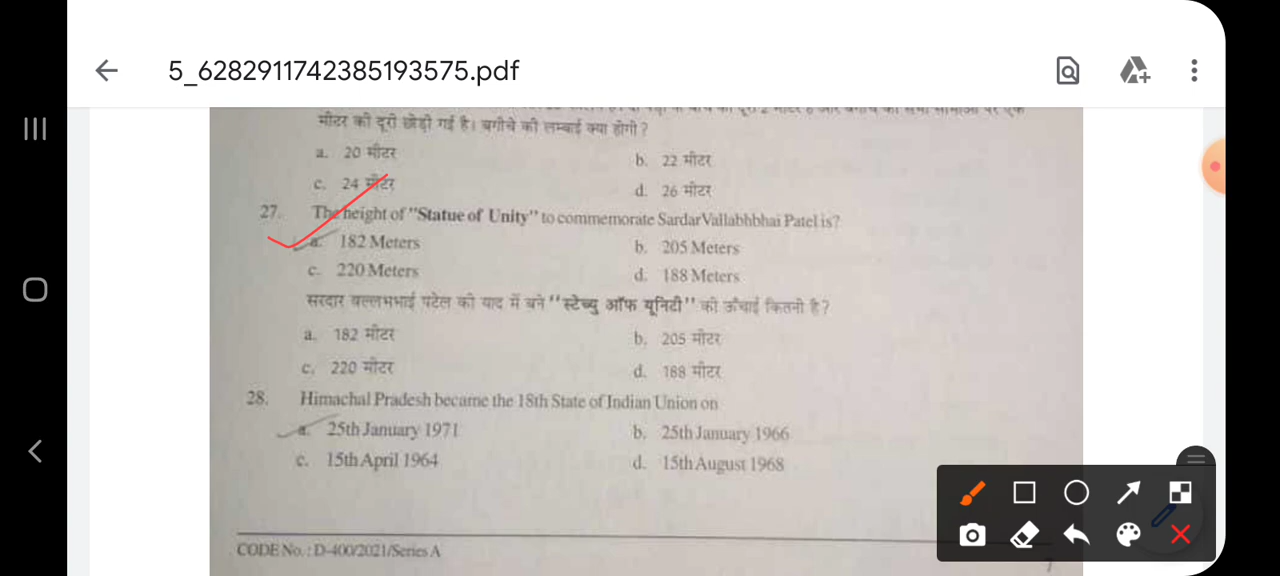 5_6282911742385193575.pdf
मीटर की दूरी छोड़ी गई है। बगीचे की लम्बाई क्या होगी?
a. 20 मीटर b. 22 मीटर
c. 24 मीटर d. 26 मीटर
27. The height of "Statue of Unity" to commemorate Sardar Vallabhbhai Patel is?
a. 182 Meters b. 205 Meters
c. 220 Meters d. 188 Meters
सरदार वल्लभभाई पटेल की याद में बने "स्टेच्यु ऑफ यूनिटी" की ऊँचाई कितनी है?
a. 182 मीटर b. 205 मीटर
c. 220 मीटर d. 188 मीटर
28. Himachal Pradesh became the 18th State of Indian Union on
a. 25th January 1971 b. 25th January 1966
c. 15th April 1964 d. 15th August 1968
CODE No. : D-400/2021/Series A
7